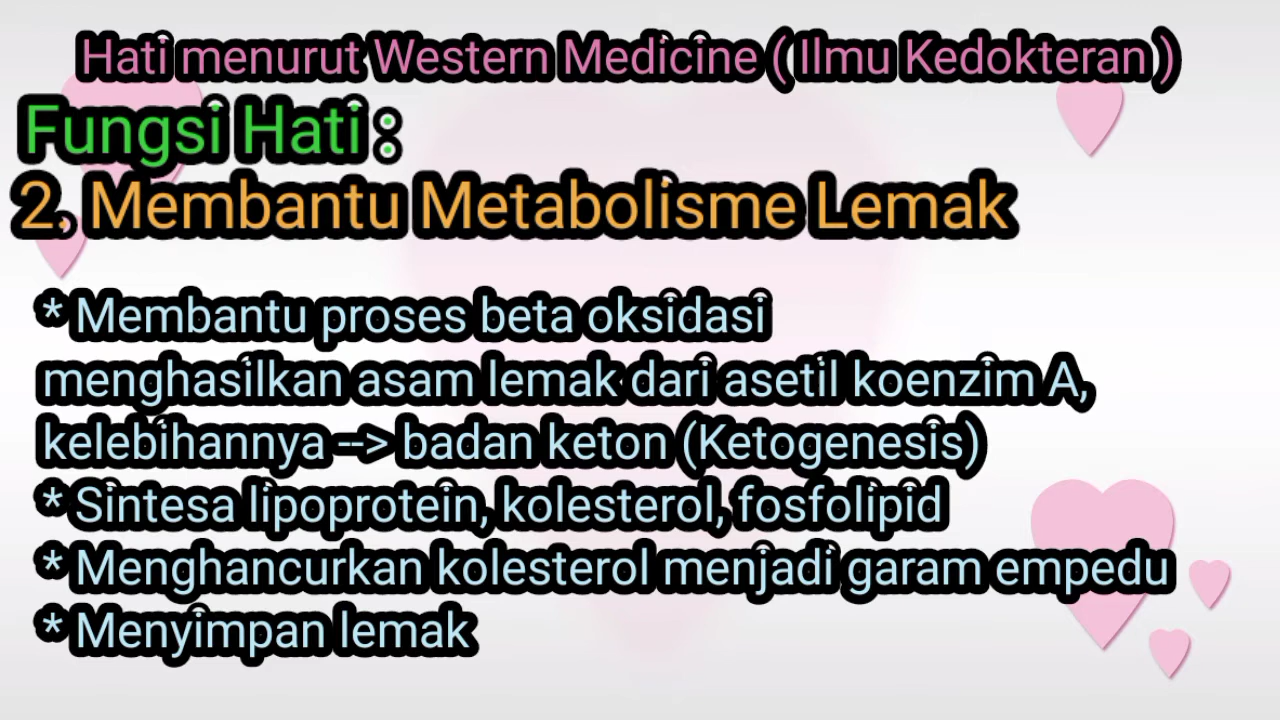 Hati menurut Western Medicine ( Ilmu Kedokteran )
Fungsi Hati :
2. Membantu Metabolisme Lemak
* Membantu proses beta oksidasi
menghasilkan asam lemak dari asetil koenzim A,
kelebihannya --> badan keton (Ketogenesis)
* Sintesa lipoprotein, kolesterol, fosfolipid
* Menghancurkan kolesterol menjadi garam empedu
* Menyimpan lemak